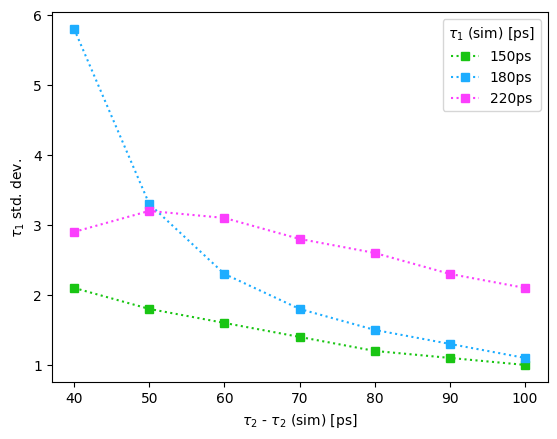 6
5
4
3
2
1
τ1 std. dev.
τ1 (sim) [ps]
150ps
180ps
220ps
40 50 60 70 80 90 100
τ2 - τ2 (sim) [ps]